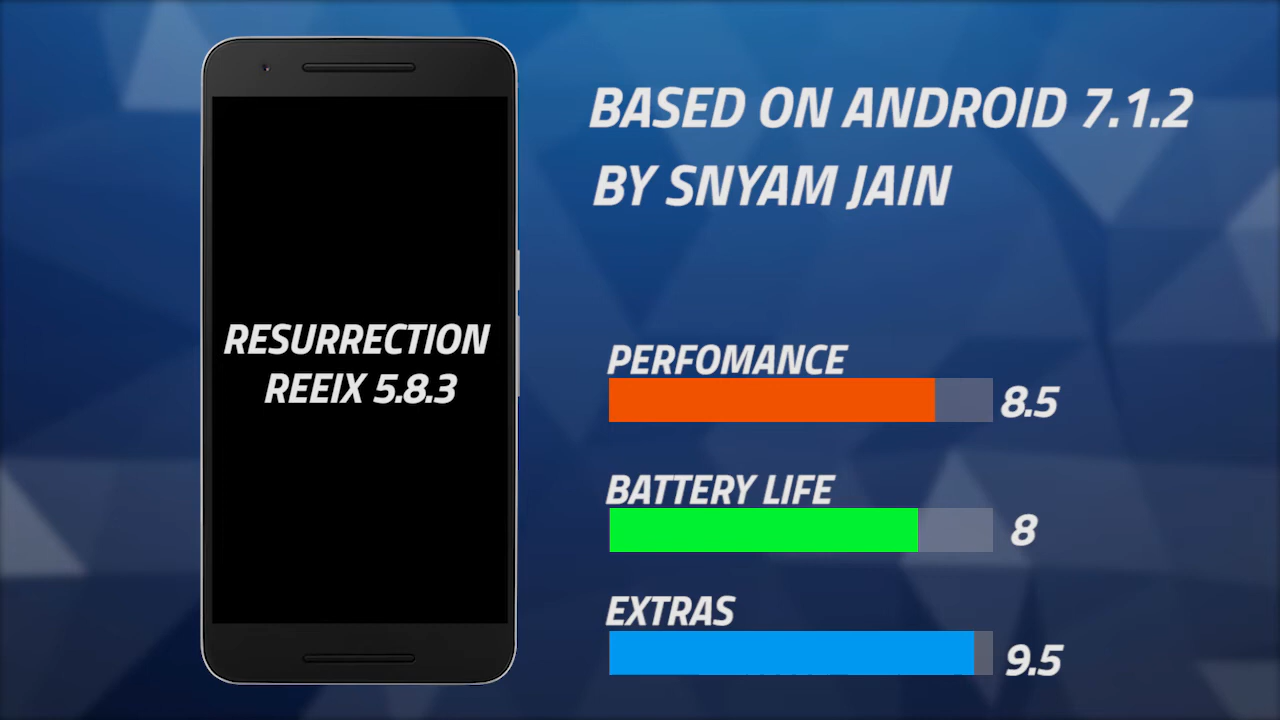 RESURRECTION
REEIX 5.8.3
BASED ON ANDROID 7.1.2
BY SNYAM JAIN
PERFOMANCE
8.5
BATTERY LIFE
8
EXTRAS
9.5